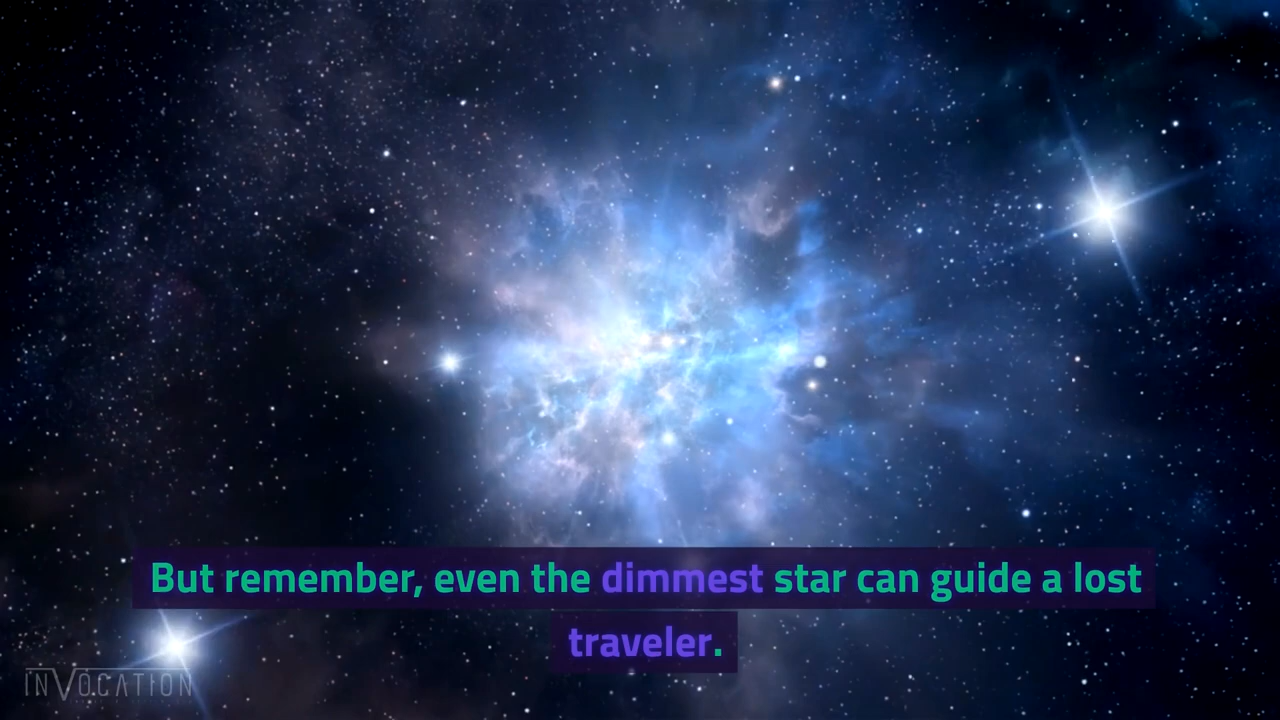 But remember, even the dimmest star can guide a lost
traveler.
INVOCATION